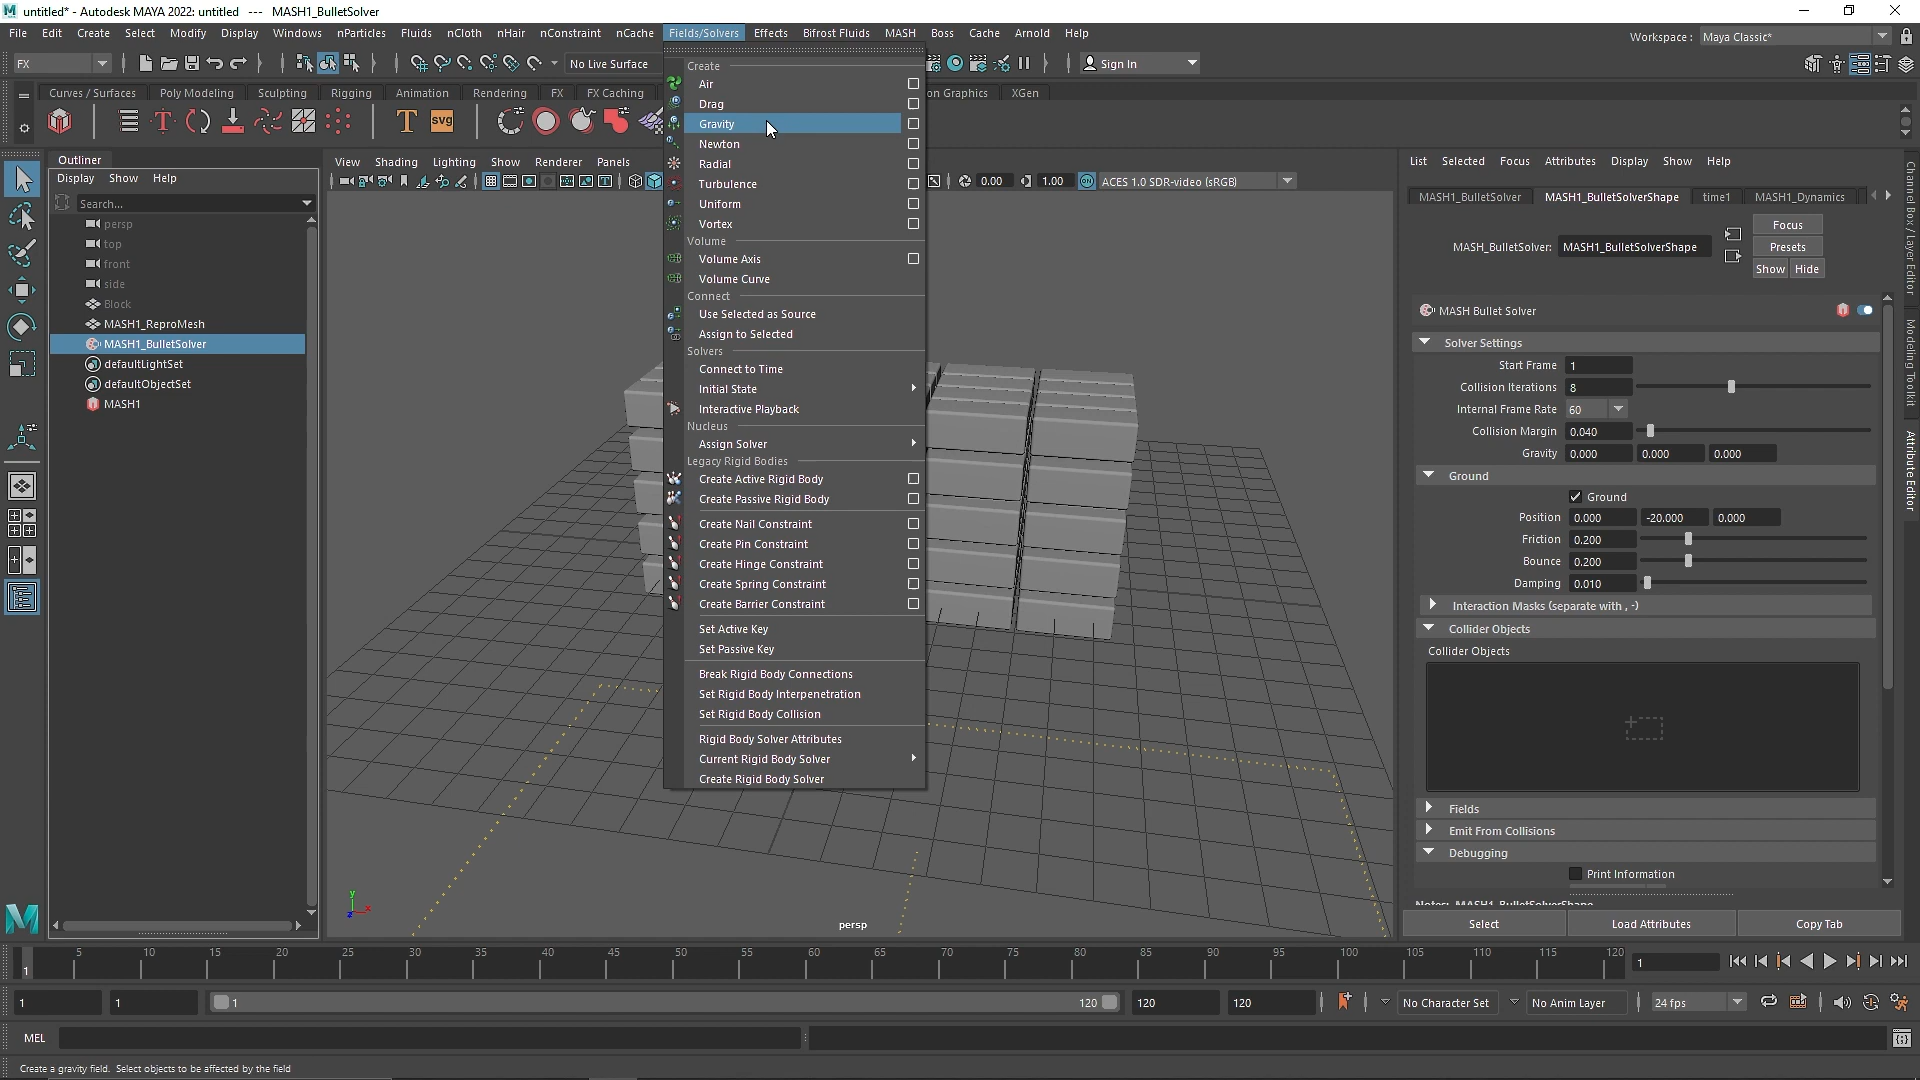 untitled* - Autodesk MAYA 2022: untitled --- MASH1_BulletSolver
File Edit Create Select Modify Display Windows nParticles Fluids nCloth nHair nConstraint nCache Fields/Solvers Effects Bifrost Fluids MASH Boss Cache Arnold Help
Workspace : Maya Classic*
FX No Live Surface Sign In
Curves / Surfaces Poly Modeling Sculpting Rigging Animation Rendering FX FX Caching on Graphics XGen
T T SVG
Outliner
Display Show Help
Search...
persp
top
front
side
Block
MASH1_ReproMesh
MASH1_BulletSolver
defaultLightSet
defaultObjectSet
MASH1
View Shading Lighting Show Renderer Panels
0.00 1.00 ON ACES 1.0 SDR-video (sRGB)
Create
Air
Drag
Gravity
Newton
Radial
Turbulence
Uniform
Vortex
Volume
Volume Axis
Volume Curve
Connect
Use Selected as Source
Assign to Selected
Solvers
Connect to Time
Initial State
Interactive Playback
Nucleus
Assign Solver
Legacy Rigid Bodies
Create Active Rigid Body
Create Passive Rigid Body
Create Nail Constraint
Create Pin Constraint
Create Hinge Constraint
Create Spring Constraint
Create Barrier Constraint
Set Active Key
Set Passive Key
Break Rigid Body Connections
Set Rigid Body Interpenetration
Set Rigid Body Collision
Rigid Body Solver Attributes
Current Rigid Body Solver
Create Rigid Body Solver
y
x
z
persp
List Selected Focus Attributes Display Show Help
MASH1_BulletSolver MASH1_BulletSolverShape time1 MASH1_Dynamics
MASH_BulletSolver: MASH1_BulletSolverShape
Focus
Presets
Show Hide
MASH Bullet Solver
Solver Settings
Start Frame 1
Collision Iterations 8
Internal Frame Rate 60
Collision Margin 0.040
Gravity 0.000 0.000 0.000
Ground
Ground
Position 0.000 -20.000 0.000
Friction 0.200
Bounce 0.200
Damping 0.010
Interaction Masks (separate with , -)
Collider Objects
Collider Objects
Fields
Emit From Collisions
Debugging
Print Information
Notes: MASH1_BulletSolverShape
Select Load Attributes Copy Tab
Channel Box / Layer Editor
Modeling Toolkit
Attribute Editor
1 5 10 15 20 25 30 35 40 45 50 55 60 65 70 75 80 85 90 95 100 105 110 115 120 1
1 1 1 120 120 120 No Character Set No Anim Layer 24 fps
MEL
Create a gravity field. Select objects to be affected by the field